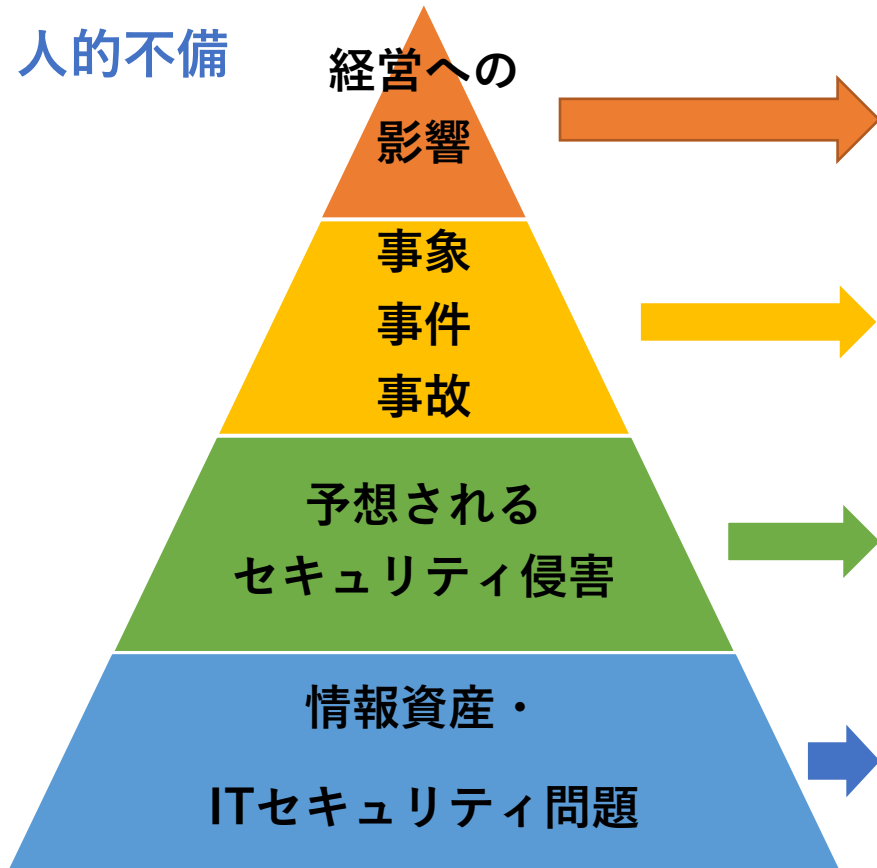 人的不備
経営への
影響
事象
事件
事故
予想される
セキュリティ侵害
情報資産・
ITセキュリティ問題